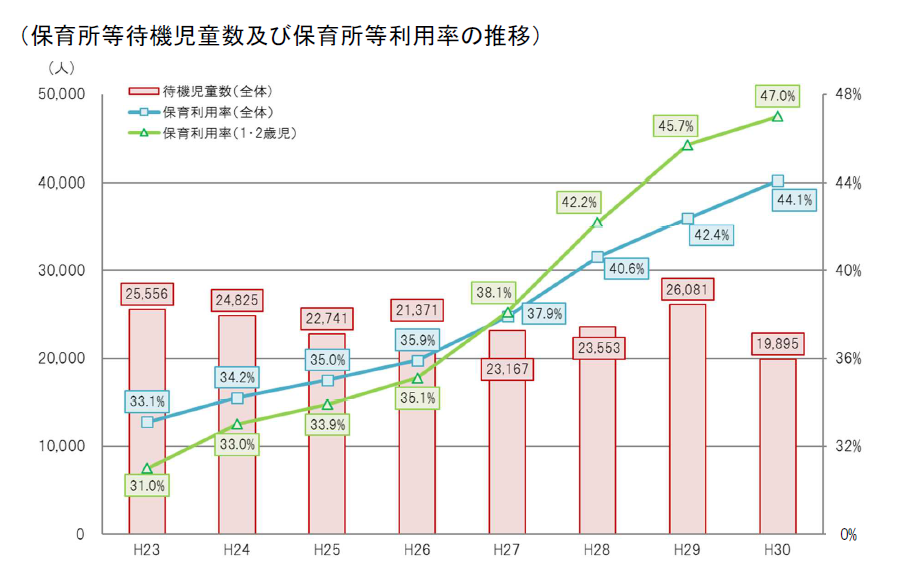 （保育所等待機児童数及び保育所等利用率の推移）
（人）
待機児童数（全体）
保育利用率（全体）
保育利用率（1・2歳児）
50,000
40,000
30,000
20,000
10,000
0
48%
44%
40%
36%
32%
0%
25,556
24,825
22,741
21,371
23,167
23,553
26,081
19,895
33.1%
34.2%
35.0%
35.9%
37.9%
40.6%
42.4%
44.1%
31.0%
33.0%
33.9%
35.1%
38.1%
42.2%
45.7%
47.0%
H23
H24
H25
H26
H27
H28
H29
H30